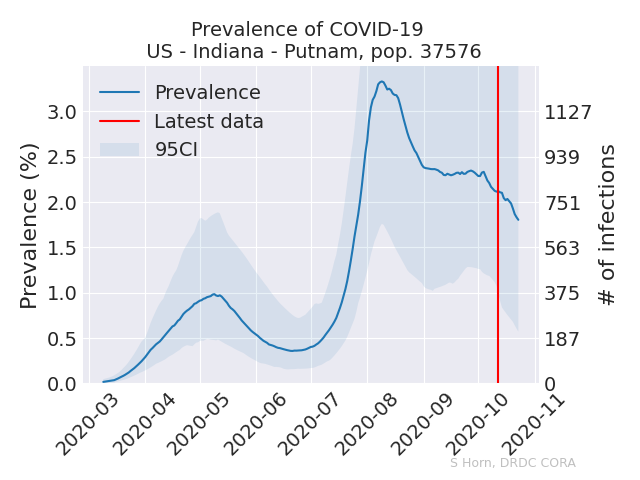 Prevalence of COVID-19
US - Indiana - Putnam, pop. 37576
Prevalence
Latest data
95CI
Prevalence (%)
3.0
2.5
2.0
1.5
1.0
0.5
0.0
1127
939
751
563
375
187
0
# of infections
2020-03
2020-04
2020-05
2020-06
2020-07
2020-08
2020-09
2020-10
2020-11
S Horn, DRDC CORA